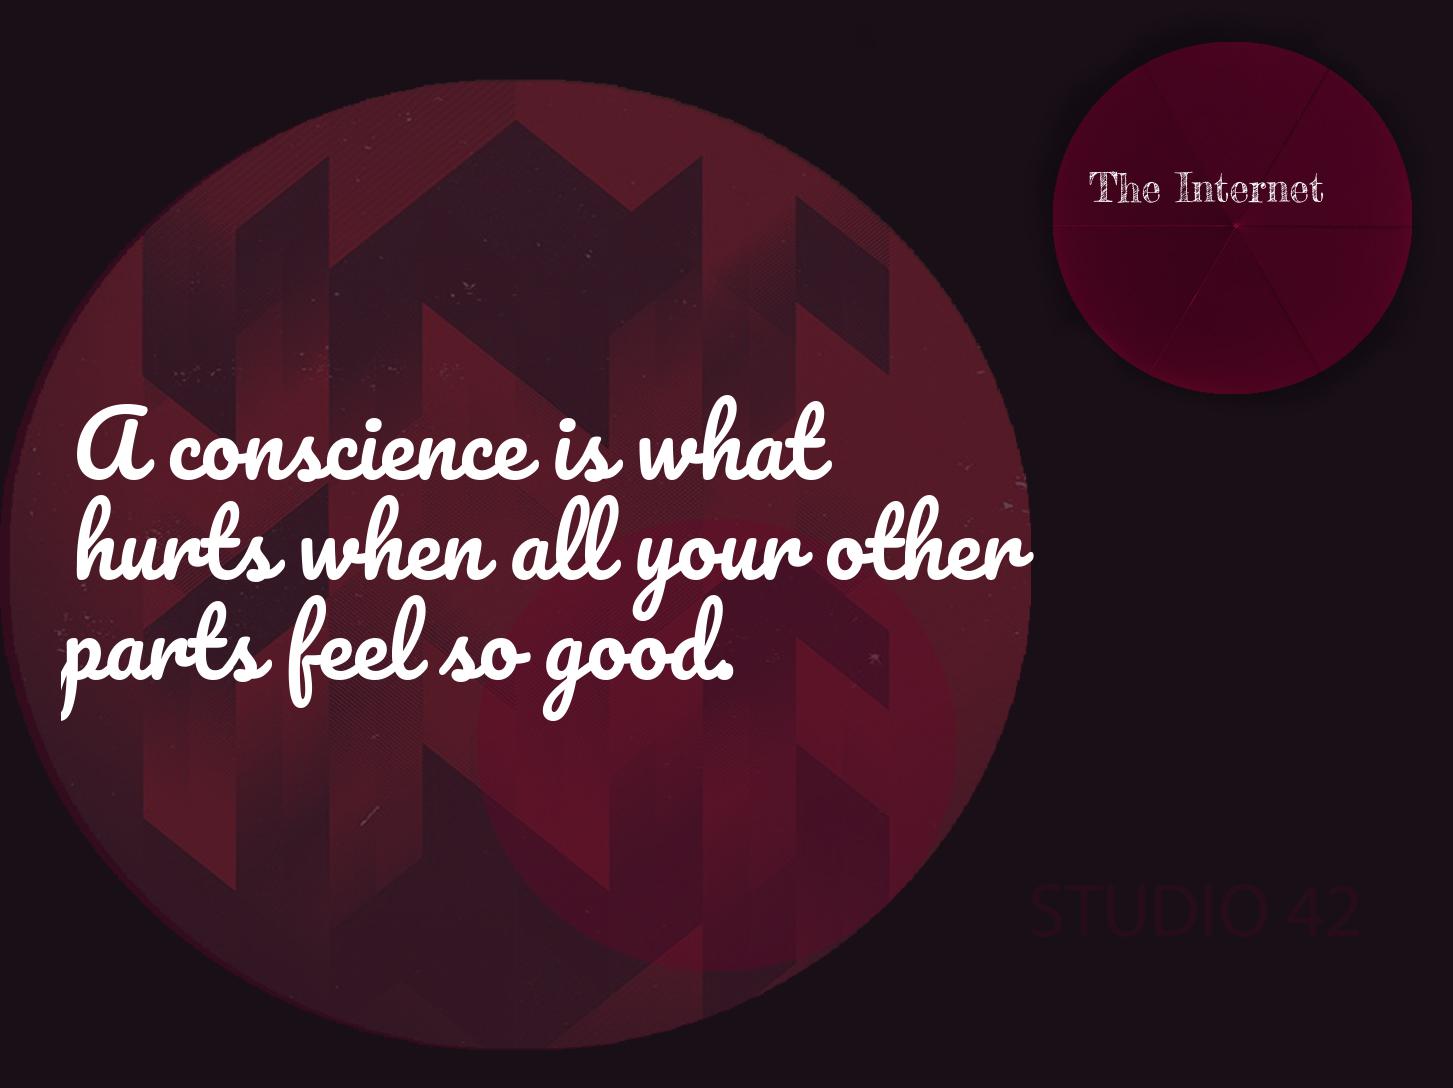 The Internet
A conscience is what
hurts when all your other
parts feel so good.
STUDIO 42